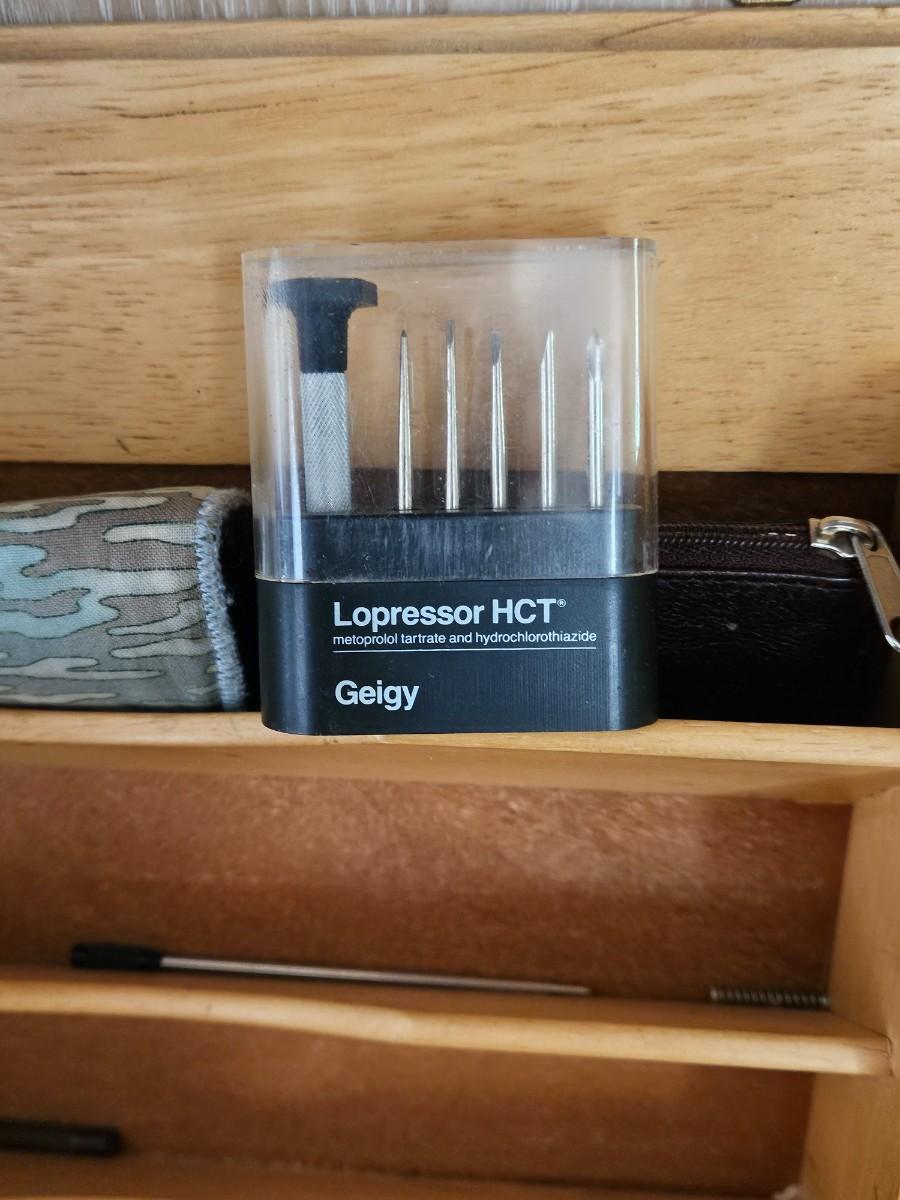 Lopressor HCT®
metoprolol tartrate and hydrochlorothiazide
Geigy